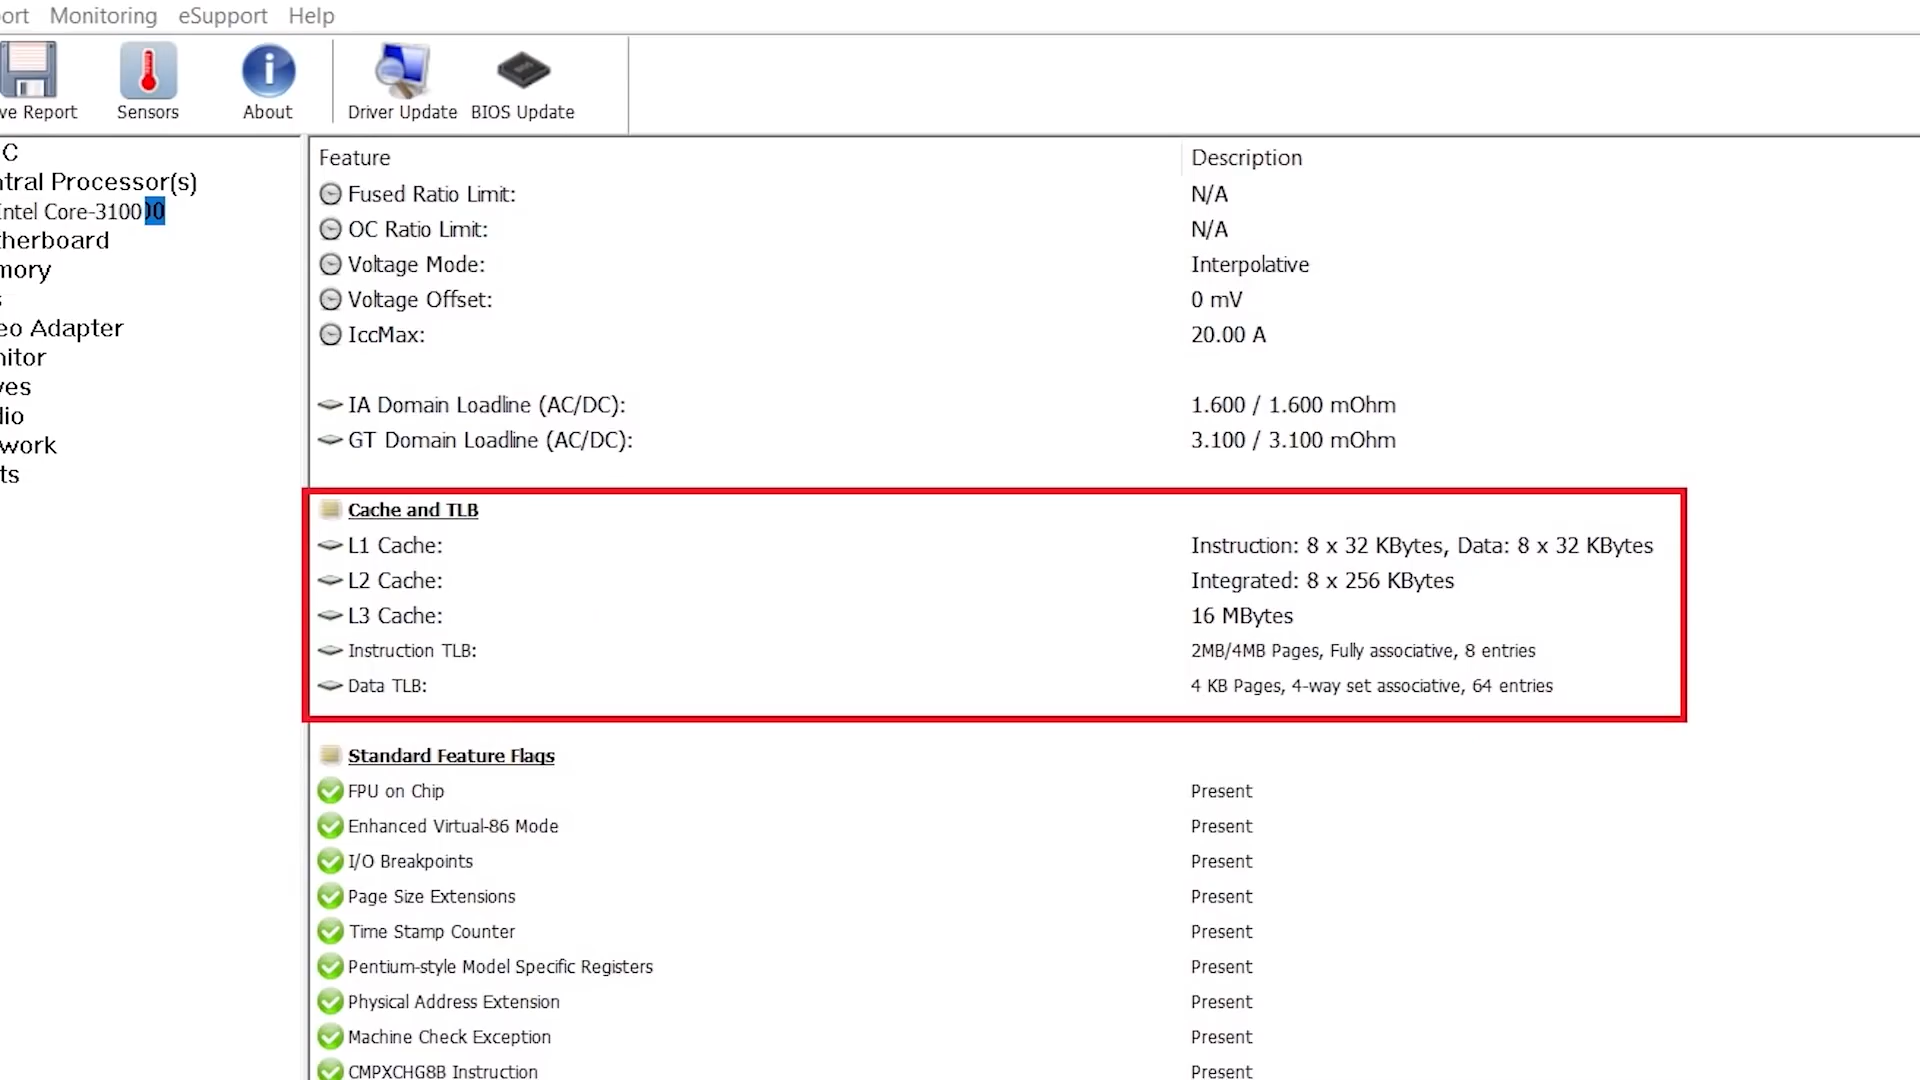 ort Monitoring eSupport Help
ve Report Sensors About Driver Update BIOS Update
C
ntral Processor(s)
Intel Core-31000
therboard
mory
s
eo Adapter
nitor
ves
dio
work
ts
Feature Description
Fused Ratio Limit: N/A
OC Ratio Limit: N/A
Voltage Mode: Interpolative
Voltage Offset: 0 mV
IccMax: 20.00 A
IA Domain Loadline (AC/DC): 1.600 / 1.600 mOhm
GT Domain Loadline (AC/DC): 3.100 / 3.100 mOhm
Cache and TLB
L1 Cache: Instruction: 8 x 32 KBytes, Data: 8 x 32 KBytes
L2 Cache: Integrated: 8 x 256 KBytes
L3 Cache: 16 MBytes
Instruction TLB: 2MB/4MB Pages, Fully associative, 8 entries
Data TLB: 4 KB Pages, 4-way set associative, 64 entries
Standard Feature Flags
FPU on Chip Present
Enhanced Virtual-86 Mode Present
I/O Breakpoints Present
Page Size Extensions Present
Time Stamp Counter Present
Pentium-style Model Specific Registers Present
Physical Address Extension Present
Machine Check Exception Present
CMPXCHG8B Instruction Present